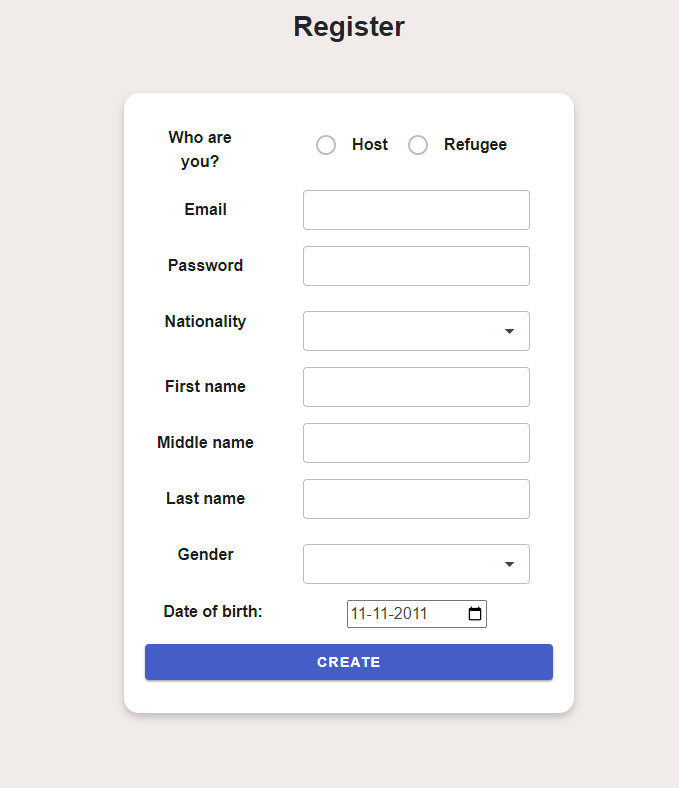 Register
Who are
you?
Host
Refugee
Email
Password
Nationality
First name
Middle name
Last name
Gender
Date of birth:
11-11-2011
CREATE